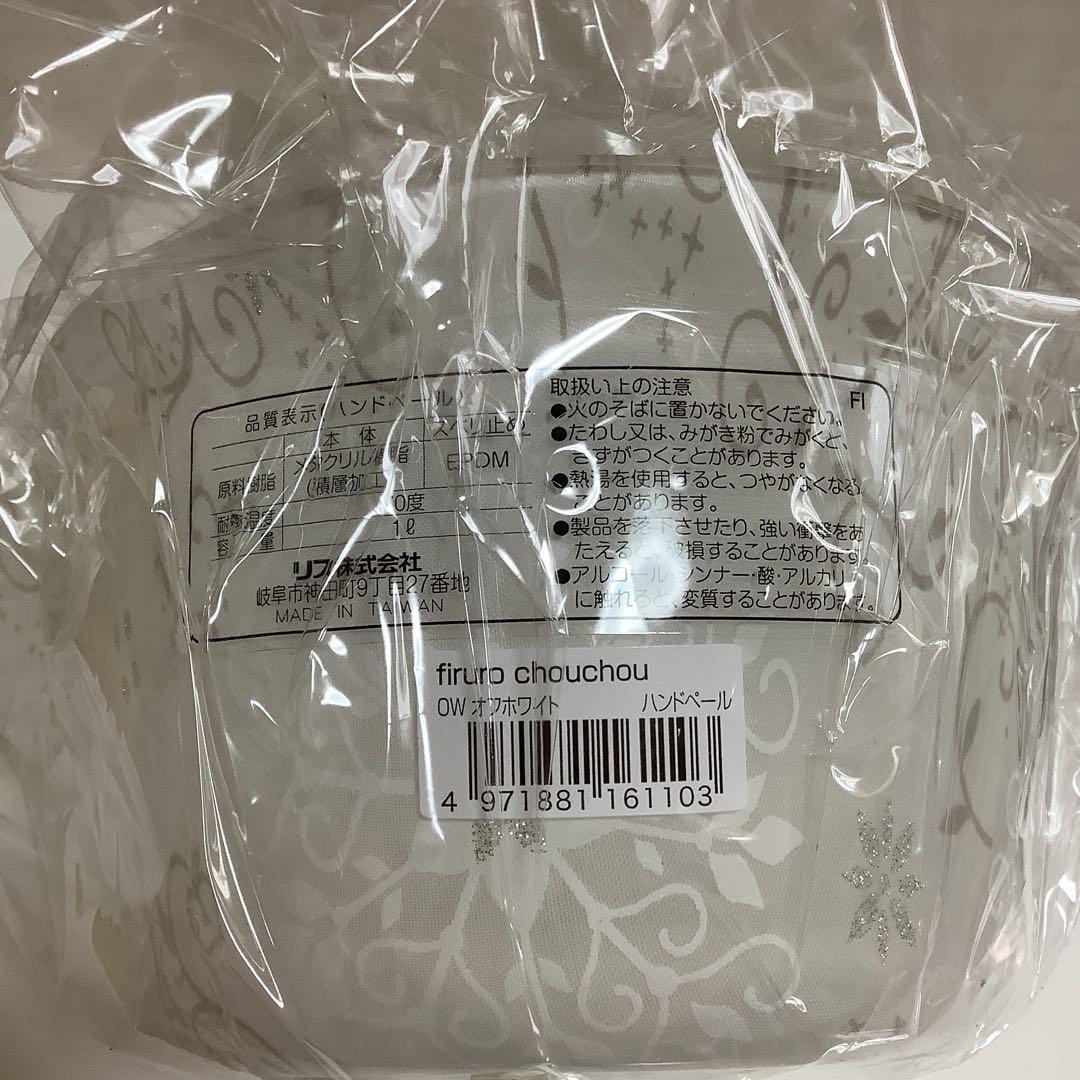 品質表示(ハンドペール)
本体 スベリ止め
原料樹脂 メタクリル樹脂 EPDM
(積層加工)
耐熱温度 70度
容量 1ℓ
株式会社
岐阜市神田町9丁目27番地
MADE IN TAIWAN
取扱い上の注意
FI
●火のそばに置かないでください。
●たわし又は、みがき粉でみがくと、
きずがつくことがあります。
●熱湯を使用すると、つやがなくなる
ことがあります。
●製品を落下させたり、強い衝撃をあ
たえると、破損することがあります。
●アルコール・シンナー・酸・アルカリ
に触れると、変質することがあります。
firuro chouchou
OW オフホワイト ハンドペール
4 971881 161103